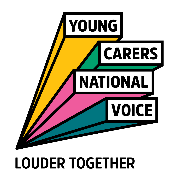 YOUNG
CARERS
NATIONAL
VOICE
LOUDER TOGETHER